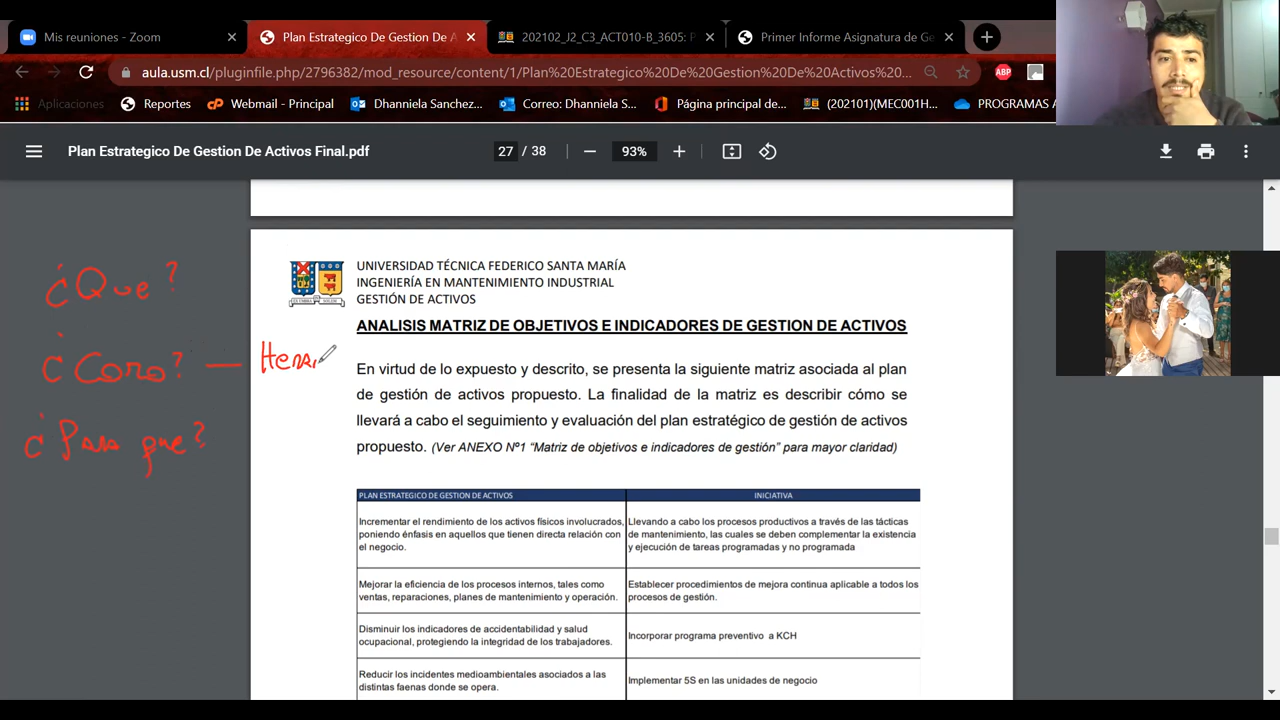 Mis reuniones - Zoom
Plan Estrategico De Gestion De A
202102_J2_C3_ACT010-B_3605: P
Primer Informe Asignatura de Ge
aula.usm.cl/pluginfile.php/2796382/mod_resource/content/1/Plan%20Estrategico%20De%20Gestion%20De%20Activos%20...
ABP
Aplicaciones
Reportes
Webmail - Principal
Dhanniela Sanchez...
Correo: Dhanniela S...
Página principal de...
(202101)(MEC001H...
PROGRAMAS A
Plan Estrategico De Gestion De Activos Final.pdf
27 / 38
93%
UNIVERSIDAD TÉCNICA FEDERICO SANTA MARÍA
INGENIERÍA EN MANTENIMIENTO INDUSTRIAL
GESTIÓN DE ACTIVOS
¿Que?
¿Como? — Herra
¿Para que?
ANALISIS MATRIZ DE OBJETIVOS E INDICADORES DE GESTION DE ACTIVOS
En virtud de lo expuesto y descrito, se presenta la siguiente matriz asociada al plan
de gestión de activos propuesto. La finalidad de la matriz es describir cómo se
llevará a cabo el seguimiento y evaluación del plan estratégico de gestión de activos
propuesto. (Ver ANEXO Nº1 “Matriz de objetivos e indicadores de gestión” para mayor claridad)
PLAN ESTRATEGICO DE GESTION DE ACTIVOS
INICIATIVA
Incrementar el rendimiento de los activos físicos involucrados,
poniendo énfasis en aquellos que tienen directa relación con
el negocio.
Llevando a cabo los procesos productivos a través de las tácticas
de mantenimiento, las cuales se deben complementar la existencia
y ejecución de tareas programadas y no programada
Mejorar la eficiencia de los procesos internos, tales como
ventas, reparaciones, planes de mantenimiento y operación.
Establecer procedimientos de mejora continua aplicable a todos los
procesos de gestión.
Disminuir los indicadores de accidentabilidad y salud
ocupacional, protegiendo la integridad de los trabajadores.
Incorporar programa preventivo a KCH
Reducir los incidentes medioambientales asociados a las
distintas faenas donde se opera.
Implementar 5S en las unidades de negocio